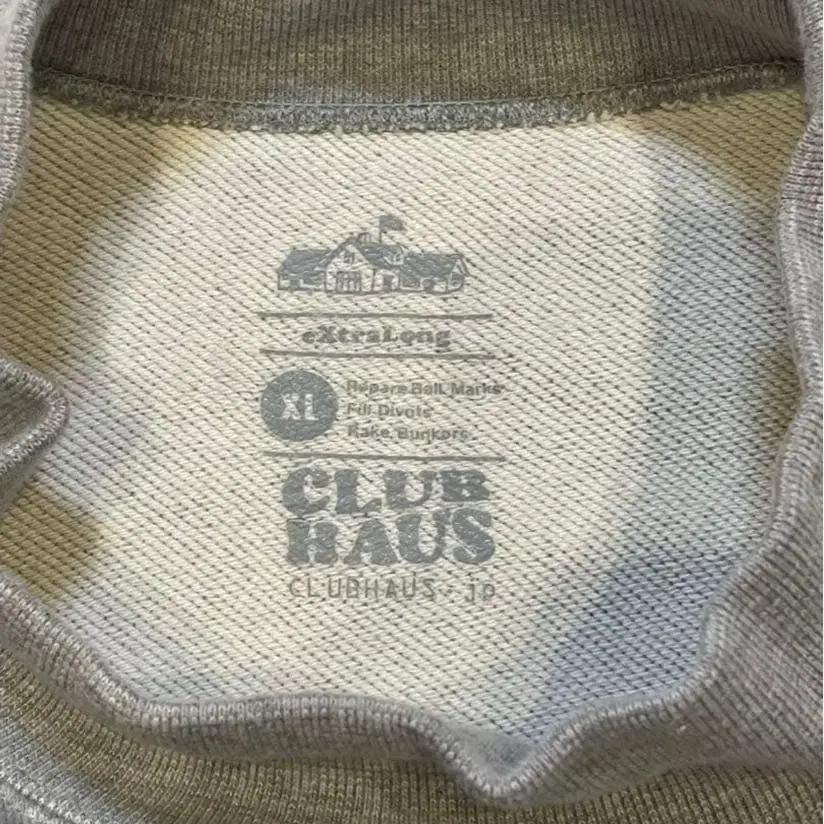 eXtraLong
XL
Repare Ball Marks
Fill Divots
Rake Bunkers
CLUB
HAUS
CLUBHAUS.jp